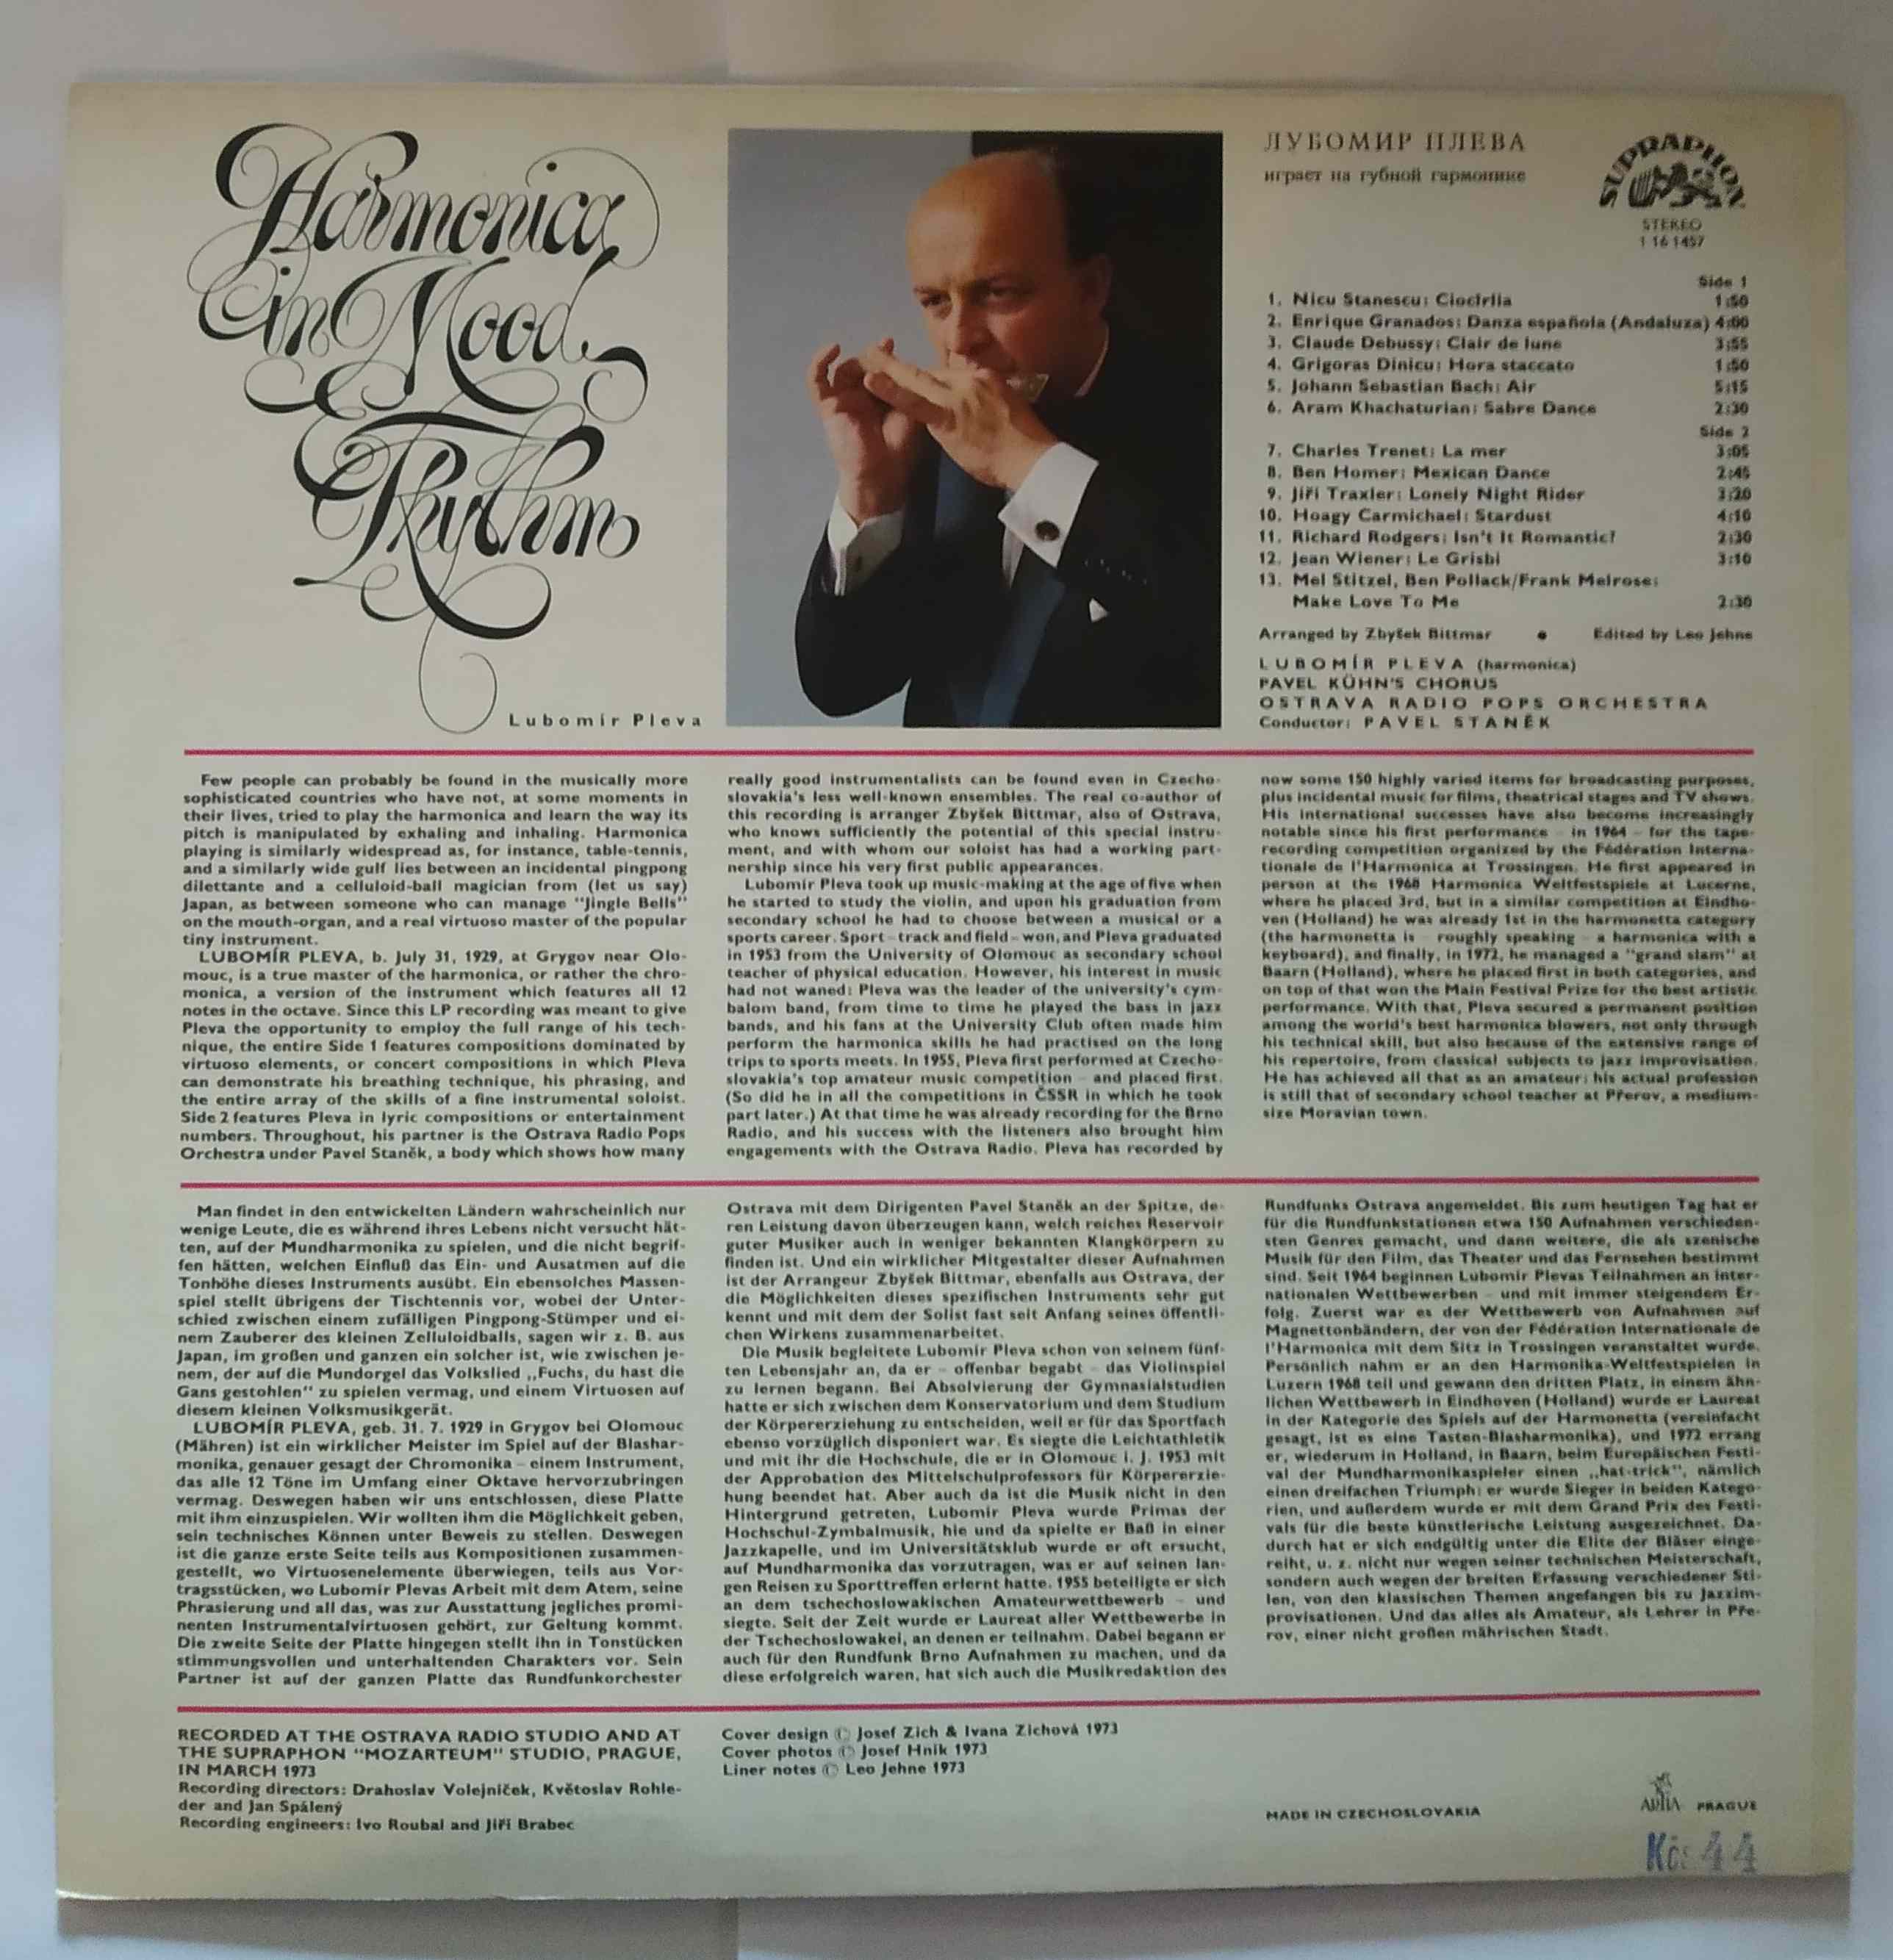 Harmonica
in Mood
& Rhythm
Lubomír Pleva
ЛУБОМИР ПЛЕВА
играет на губной гармонике
SUPRAPHON
STEREO
1 16 1457
Side 1
1. Nicu Stanescu: Ciocîrlia 1:50
2. Enrique Granados: Danza española (Andaluza) 4:00
3. Claude Debussy: Clair de lune 3:55
4. Grigoras Dinicu: Hora staccato 1:50
5. Johann Sebastian Bach: Air 5:15
6. Aram Khachaturian: Sabre Dance 2:30
Side 2
7. Charles Trenet: La mer 3:05
8. Ben Homer: Mexican Dance 2:45
9. Jiří Traxler: Lonely Night Rider 3:20
10. Hoagy Carmichael: Stardust 4:10
11. Richard Rodgers: Isn't It Romantic? 2:30
12. Jean Wiener: Le Grisbi 3:10
13. Mel Stitzel, Ben Pollack/Frank Melrose:
Make Love To Me 2:30
Arranged by Zbyšek Bittmar • Edited by Leo Jehne
LUBOMÍR PLEVA (harmonica)
PAVEL KÜHN'S CHORUS
OSTRAVA RADIO POPS ORCHESTRA
Conductor: PAVEL STANĚK
Few people can probably be found in the musically more
sophisticated countries who have not, at some moments in
their lives, tried to play the harmonica and learn the way its
pitch is manipulated by exhaling and inhaling. Harmonica
playing is similarly widespread as, for instance, table-tennis,
and a similarly wide gulf lies between an incidental pingpong
dilettante and a celluloid-ball magician from (let us say)
Japan, as between someone who can manage "Jingle Bells"
on the mouth-organ, and a real virtuoso master of the popular
tiny instrument.
LUBOMÍR PLEVA, b. July 31, 1929, at Grygov near Olo-
mouc, is a true master of the harmonica, or rather the chro-
monica, a version of the instrument which features all 12
notes in the octave. Since this LP recording was meant to give
Pleva the opportunity to employ the full range of his tech-
nique, the entire Side 1 features compositions dominated by
virtuoso elements, or concert compositions in which Pleva
can demonstrate his breathing technique, his phrasing, and
the entire array of the skills of a fine instrumental soloist.
Side 2 features Pleva in lyric compositions or entertainment
numbers. Throughout, his partner is the Ostrava Radio Pops
Orchestra under Pavel Staněk, a body which shows how many
really good instrumentalists can be found even in Czecho-
slovakia's less well-known ensembles. The real co-author of
this recording is arranger Zbyšek Bittmar, also of Ostrava,
who knows sufficiently the potential of this special instru-
ment, and with whom our soloist has had a working part-
nership since his very first public appearances.
Lubomír Pleva took up music-making at the age of five when
he started to study the violin, and upon his graduation from
secondary school he had to choose between a musical or a
sports career. Sport – track and field – won, and Pleva graduated
in 1953 from the University of Olomouc as secondary school
teacher of physical education. However, his interest in music
had not waned: Pleva was the leader of the university's cym-
balom band, from time to time he played the bass in jazz
bands, and his fans at the University Club often made him
perform the harmonica skills he had practised on the long
trips to sports meets. In 1955, Pleva first performed at Czecho-
slovakia's top amateur music competition – and placed first.
(So did he in all the competitions in ČSSR in which he took
part later.) At that time he was already recording for the Brno
Radio, and his success with the listeners also brought him
engagements with the Ostrava Radio. Pleva has recorded by
now some 150 highly varied items for broadcasting purposes,
plus incidental music for films, theatrical stages and TV shows.
His international successes have also become increasingly
notable since his first performance – in 1964 – for the tape-
recording competition organized by the Fédération Interna-
tionale de l'Harmonica at Trossingen. He first appeared in
person at the 1968 Harmonica Weltfestspiele at Lucerne,
where he placed 3rd, but in a similar competition at Eindho-
ven (Holland) he was already 1st in the harmonetta category
(the harmonetta is – roughly speaking – a harmonica with a
keyboard), and finally, in 1972, he managed a "grand slam" at
Baarn (Holland), where he placed first in both categories, and
on top of that won the Main Festival Prize for the best artistic
performance. With that, Pleva secured a permanent position
among the world's best harmonica blowers, not only through
his technical skill, but also because of the extensive range of
his repertoire, from classical subjects to jazz improvisation.
He has achieved all that as an amateur: his actual profession
is still that of secondary school teacher at Přerov, a medium-
size Moravian town.
Man findet in den entwickelten Ländern wahrscheinlich nur
wenige Leute, die es während ihres Lebens nicht versucht hät-
ten, auf der Mundharmonika zu spielen, und die nicht begrif-
fen hätten, welchen Einfluß das Ein- und Ausatmen auf die
Tonhöhe dieses Instruments ausübt. Ein ebensolches Massen-
spiel stellt übrigens der Tischtennis vor, wobei der Unter-
schied zwischen einem zufälligen Pingpong-Stümper und ei-
nem Zauberer des kleinen Zelluloidballs, sagen wir z. B. aus
Japan, im großen und ganzen ein solcher ist, wie zwischen je-
nem, der auf die Mundorgel das Volkslied „Fuchs, du hast die
Gans gestohlen" zu spielen vermag, und einem Virtuosen auf
diesem kleinen Volksmusikgerät.
LUBOMÍR PLEVA, geb. 31. 7. 1929 in Grygov bei Olomouc
(Mähren) ist ein wirklicher Meister im Spiel auf der Blashar-
monika, genauer gesagt der Chromonika – einem Instrument,
das alle 12 Töne im Umfang einer Oktave hervorzubringen
vermag. Deswegen haben wir uns entschlossen, diese Platte
mit ihm einzuspielen. Wir wollten ihm die Möglichkeit geben,
sein technisches Können unter Beweis zu stellen. Deswegen
ist die ganze erste Seite teils aus Kompositionen zusammen-
gestellt, wo Virtuosenelemente überwiegen, teils aus Vor-
tragsstücken, wo Lubomír Plevas Arbeit mit dem Atem, seine
Phrasierung und all das, was zur Ausstattung jegliches promi-
nenten Instrumentalvirtuosen gehört, zur Geltung kommt.
Die zweite Seite der Platte hingegen stellt ihn in Tonstücken
stimmungsvollen und unterhaltenden Charakters vor. Sein
Partner ist auf der ganzen Platte das Rundfunkorchester
Ostrava mit dem Dirigenten Pavel Staněk an der Spitze, de-
ren Leistung davon überzeugen kann, welch reiches Reservoir
guter Musiker auch in weniger bekannten Klangkörpern zu
finden ist. Und ein wirklicher Mitgestalter dieser Aufnahmen
ist der Arrangeur Zbyšek Bittmar, ebenfalls aus Ostrava, der
die Möglichkeiten dieses spezifischen Instruments sehr gut
kennt und mit dem der Solist fast seit Anfang seines öffentli-
chen Wirkens zusammenarbeitet.
Die Musik begleitete Lubomír Pleva schon von seinem fünf-
ten Lebensjahr an, da er – offenbar begabt – das Violinspiel
zu lernen begann. Bei Absolvierung der Gymnasialstudien
hatte er sich zwischen dem Konservatorium und dem Studium
der Körpererziehung zu entscheiden, weil er für das Sportfach
ebenso vorzüglich disponiert war. Es siegte die Leichtathletik
und mit ihr die Hochschule, die er in Olomouc i. J. 1953 mit
der Approbation des Mittelschulprofessors für Körpererzie-
hung beendet hat. Aber auch da ist die Musik nicht in den
Hintergrund getreten, Lubomír Pleva wurde Primas der
Hochschul-Zymbalmusik, hie und da spielte er Baß in einer
Jazzkapelle, und im Universitätsklub wurde er oft ersucht,
auf Mundharmonika das vorzutragen, was er auf seinen lan-
gen Reisen zu Sporttreffen erlernt hatte. 1955 beteiligte er sich
an dem tschechoslowakischen Amateurwettbewerb – und
siegte. Seit der Zeit wurde er Laureat aller Wettbewerbe in
der Tschechoslowakei, an denen er teilnahm. Dabei begann er
auch für den Rundfunk Brno Aufnahmen zu machen, und da
diese erfolgreich waren, hat sich auch die Musikredaktion des
Rundfunks Ostrava angemeldet. Bis zum heutigen Tag hat er
für die Rundfunkstationen etwa 150 Aufnahmen verschieden-
sten Genres gemacht, und dann weitere, die als szenische
Musik für den Film, das Theater und das Fernsehen bestimmt
sind. Seit 1964 beginnen Lubomír Plevas Teilnahmen an inter-
nationalen Wettbewerben – und mit immer steigendem Er-
folg. Zuerst war es der Wettbewerb von Aufnahmen auf
Magnettonbändern, der von der Fédération Internationale de
l'Harmonica mit dem Sitz in Trossingen veranstaltet wurde.
Persönlich nahm er an den Harmonika-Weltfestspielen in
Luzern 1968 teil und gewann den dritten Platz, in einem ähn-
lichen Wettbewerb in Eindhoven (Holland) wurde er Laureat
in der Kategorie des Spiels auf der Harmonetta (vereinfacht
gesagt, ist es eine Tasten-Blasharmonika), und 1972 errang
er, wiederum in Holland, in Baarn, beim Europäischen Festi-
val der Mundharmonikaspieler einen „hat-trick", nämlich
einen dreifachen Triumph: er wurde Sieger in beiden Katego-
rien, und außerdem wurde er mit dem Grand Prix des Festi-
vals für die beste künstlerische Leistung ausgezeichnet. Da-
durch hat er sich endgültig unter die Elite der Bläser einge-
reiht, u. z. nicht nur wegen seiner technischen Meisterschaft,
sondern auch wegen der breiten Erfassung verschiedener Sti-
len, von den klassischen Themen angefangen bis zu Jazzim-
provisationen. Und das alles als Amateur, als Lehrer in Pře-
rov, einer nicht großen mährischen Stadt.
RECORDED AT THE OSTRAVA RADIO STUDIO AND AT
THE SUPRAPHON "MOZARTEUM" STUDIO, PRAGUE,
IN MARCH 1973
Recording directors: Drahoslav Volejníček, Květoslav Rohle-
der and Jan Spálený
Recording engineers: Ivo Roubal and Jiří Brabec
Cover design © Josef Zich & Ivana Zichová 1973
Cover photos © Josef Hník 1973
Liner notes © Leo Jehne 1973
MADE IN CZECHOSLOVAKIA
ARTIA PRAGUE
Kčs 44